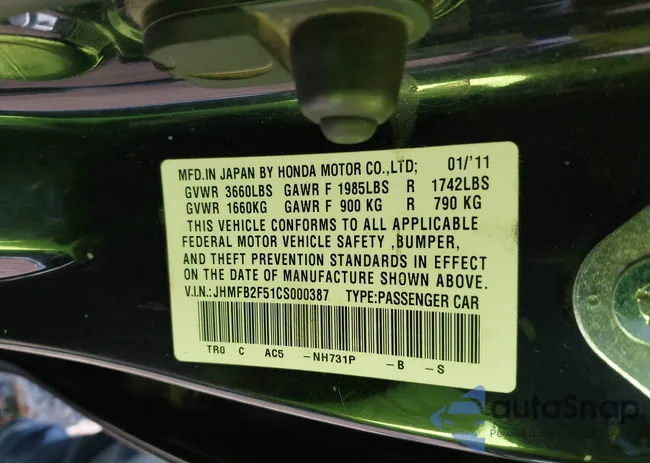 MFD.IN JAPAN BY HONDA MOTOR CO.,LTD; 01/'11
GVWR 3660LBS GAWR F 1985LBS R 1742LBS
GVWR 1660KG GAWR F 900 KG R 790 KG
THIS VEHICLE CONFORMS TO ALL APPLICABLE
FEDERAL MOTOR VEHICLE SAFETY ,BUMPER,
AND THEFT PREVENTION STANDARDS IN EFFECT
ON THE DATE OF MANUFACTURE SHOWN ABOVE.
V.I.N.:JHMFB2F51CS000387 TYPE:PASSENGER CAR
TR0 C AC5 –NH731P –B –S
autoSnap